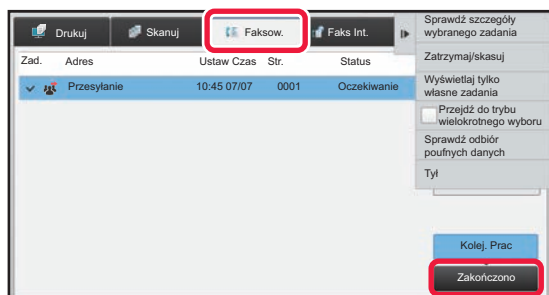 Drukuj
Skanuj
Faksow.
Faks Int.
Zad.
Adres
Ustaw Czas
Str.
Status
Przesyłanie
10:45 07/07
0001
Oczekiwanie
Sprawdź szczegóły
wybranego zadania
Zatrzymaj/skasuj
Wyświetlaj tylko
własne zadania
Przejdź do trybu
wielokrotnego wyboru
Sprawdź odbiór
poufnych danych
Tył
Kolej. Prac
Zakończono